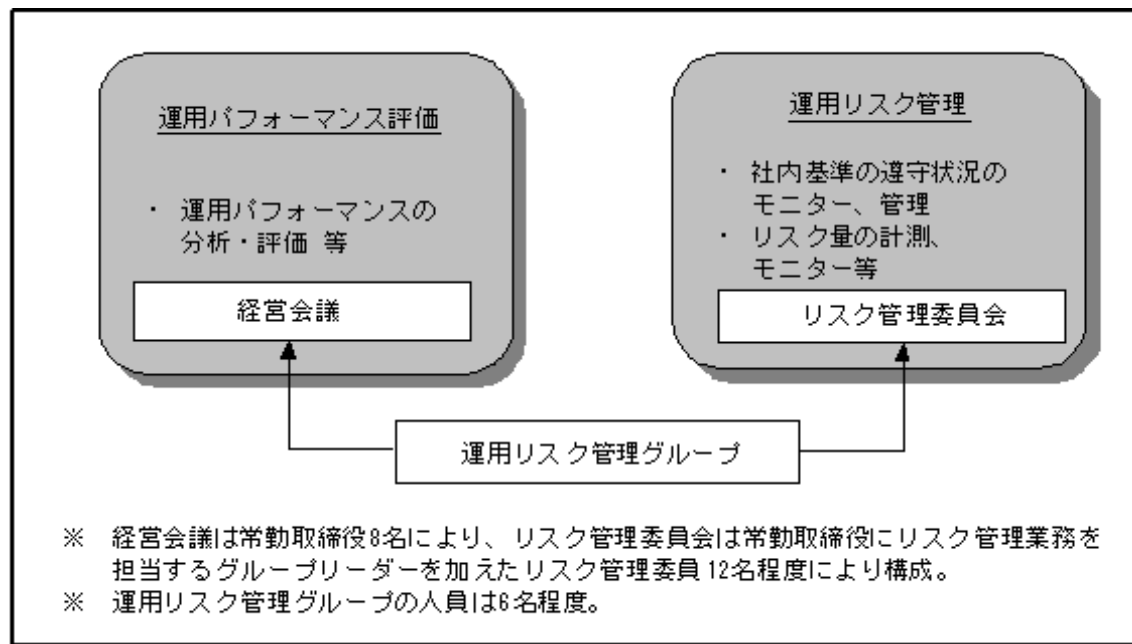 運用パフォーマンス評価
・ 運用パフォーマンスの
分析・評価 等
経営会議
運用リスク管理
・ 社内基準の遵守状況の
モニター、管理
・ リスク量の計測、
モニター等
リスク管理委員会
運用リスク管理グループ
※ 経営会議は常勤取締役8名により、リスク管理委員会は常勤取締役にリスク管理業務を
担当するグループリーダーを加えたリスク管理委員12名程度により構成。
※ 運用リスク管理グループの人員は6名程度。